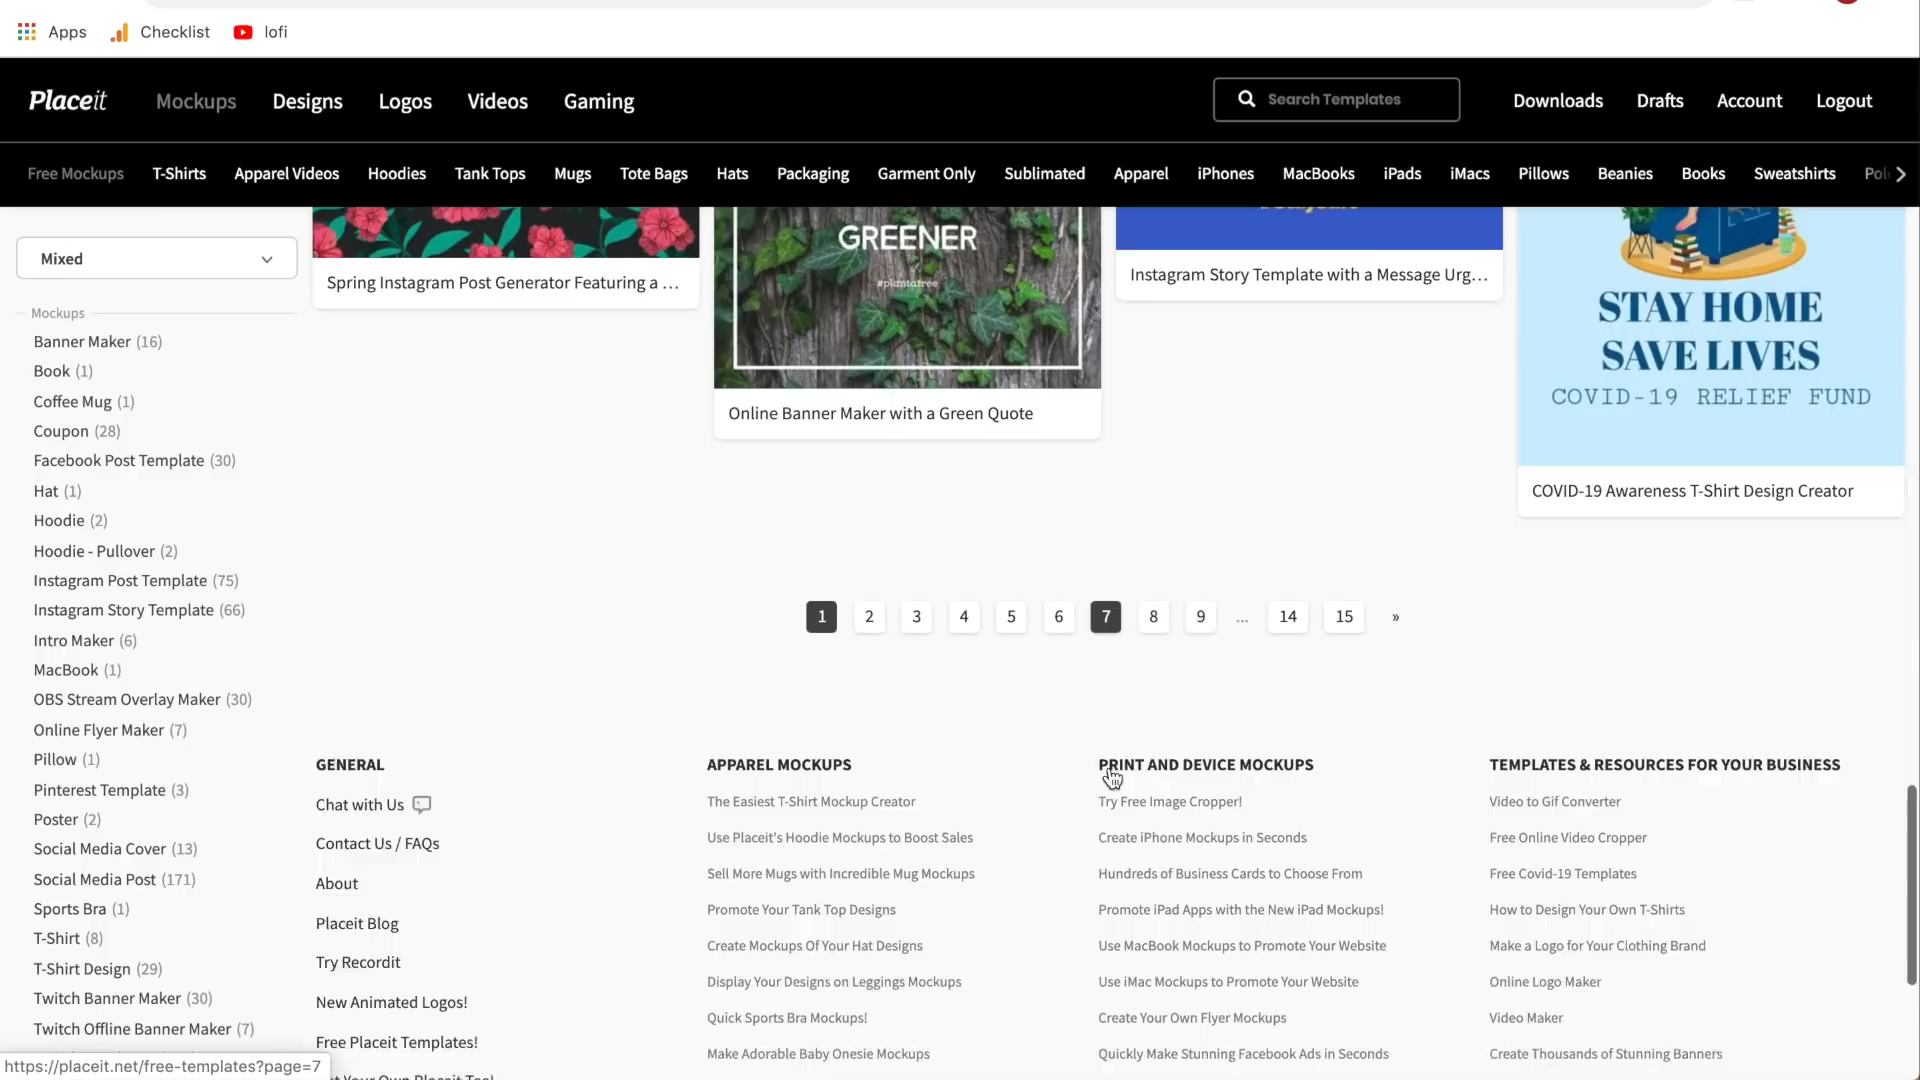 Apps Checklist lofi
Placeit Mockups Designs Logos Videos Gaming Search Templates Downloads Drafts Account Logout
Free Mockups T-Shirts Apparel Videos Hoodies Tank Tops Mugs Tote Bags Hats Packaging Garment Only Sublimated Apparel iPhones MacBooks iPads iMacs Pillows Beanies Books Sweatshirts
Mixed
Mockups
Banner Maker (16)
Book (1)
Coffee Mug (1)
Coupon (28)
Facebook Post Template (30)
Hat (1)
Hoodie (2)
Hoodie - Pullover (2)
Instagram Post Template (75)
Instagram Story Template (66)
Intro Maker (6)
MacBook (1)
OBS Stream Overlay Maker (30)
Online Flyer Maker (7)
Pillow (1)
Pinterest Template (3)
Poster (2)
Social Media Cover (13)
Social Media Post (171)
Sports Bra (1)
T-Shirt (8)
T-Shirt Design (29)
Twitch Banner Maker (30)
Twitch Offline Banner Maker (7)
Spring Instagram Post Generator Featuring a ...
GREENER
#plantatree
Online Banner Maker with a Green Quote
Instagram Story Template with a Message Urg...
STAY HOME
SAVE LIVES
COVID-19 RELIEF FUND
COVID-19 Awareness T-Shirt Design Creator
1 2 3 4 5 6 7 8 9 ... 14 15 »
GENERAL
Chat with Us
Contact Us / FAQs
About
Placeit Blog
Try Recordit
New Animated Logos!
Free Placeit Templates!
APPAREL MOCKUPS
The Easiest T-Shirt Mockup Creator
Use Placeit's Hoodie Mockups to Boost Sales
Sell More Mugs with Incredible Mug Mockups
Promote Your Tank Top Designs
Create Mockups Of Your Hat Designs
Display Your Designs on Leggings Mockups
Quick Sports Bra Mockups!
Make Adorable Baby Onesie Mockups
PRINT AND DEVICE MOCKUPS
Try Free Image Cropper!
Create iPhone Mockups in Seconds
Hundreds of Business Cards to Choose From
Promote iPad Apps with the New iPad Mockups!
Use MacBook Mockups to Promote Your Website
Use iMac Mockups to Promote Your Website
Create Your Own Flyer Mockups
Quickly Make Stunning Facebook Ads in Seconds
TEMPLATES & RESOURCES FOR YOUR BUSINESS
Video to Gif Converter
Free Online Video Cropper
Free Covid-19 Templates
How to Design Your Own T-Shirts
Make a Logo for Your Clothing Brand
Online Logo Maker
Video Maker
Create Thousands of Stunning Banners
https://placeit.net/free-templates?page=7